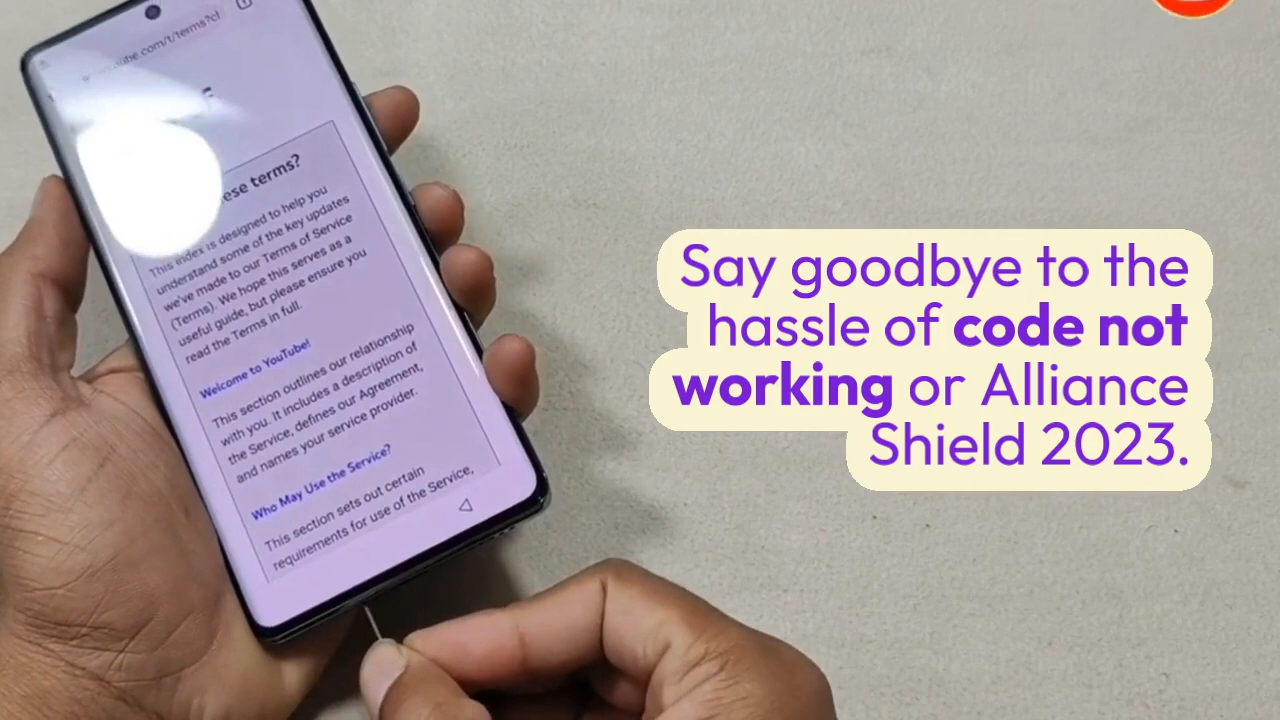 ese terms?
This index is designed to help you
understand some of the key updates
we've made to our Terms of Service
(Terms). We hope this serves as a
useful guide, but please ensure you
read the Terms in full.
Welcome to YouTube!
This section outlines our relationship
with you. It includes a description of
the Service, defines our Agreement,
and names your service provider.
Who May Use the Service?
This section sets out certain
requirements for use of the Service,
Say goodbye to the
hassle of code not
working or Alliance
Shield 2023.